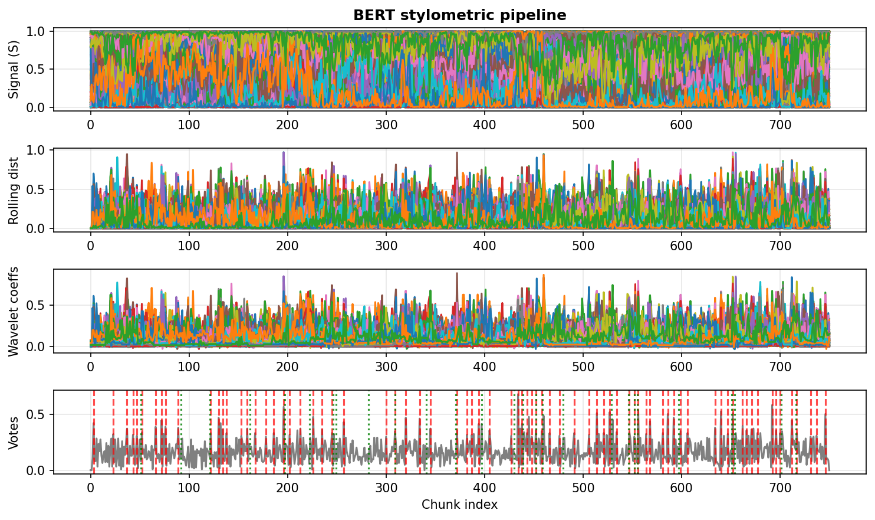 BERT stylometric pipeline
Signal (S)
1.0
0.5
0.0
0 100 200 300 400 500 600 700
Rolling dist
1.0
0.5
0.0
0 100 200 300 400 500 600 700
Wavelet coeffs
0.5
0.0
0 100 200 300 400 500 600 700
Votes
0.5
0.0
0 100 200 300 400 500 600 700
Chunk index